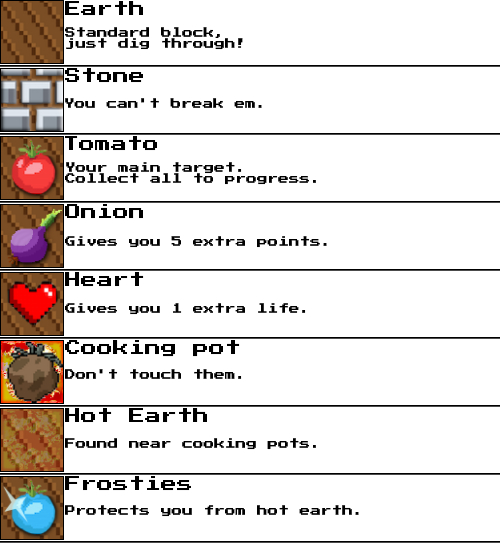 Earth
Standard block,
just dig through!
Stone
You can't break em.
Tomato
Your main target.
Collect all to progress.
Onion
Gives you 5 extra points.
Heart
Gives you 1 extra life.
Cooking pot
Don't touch them.
Hot Earth
Found near cooking pots.
Frosties
Protects you from hot earth.